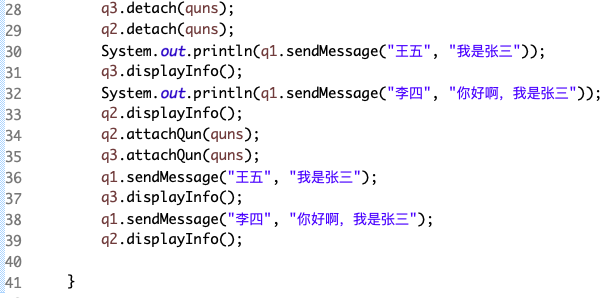 28 q3.detach(quns);
29 q2.detach(quns);
30 System.out.println(q1.sendMessage("王五", "我是张三"));
31 q3.displayInfo();
32 System.out.println(q1.sendMessage("李四", "你好啊，我是张三"));
33 q2.displayInfo();
34 q2.attachQun(quns);
35 q3.attachQun(quns);
36 q1.sendMessage("王五", "我是张三");
37 q3.displayInfo();
38 q1.sendMessage("李四", "你好啊，我是张三");
39 q2.displayInfo();
40
41 }